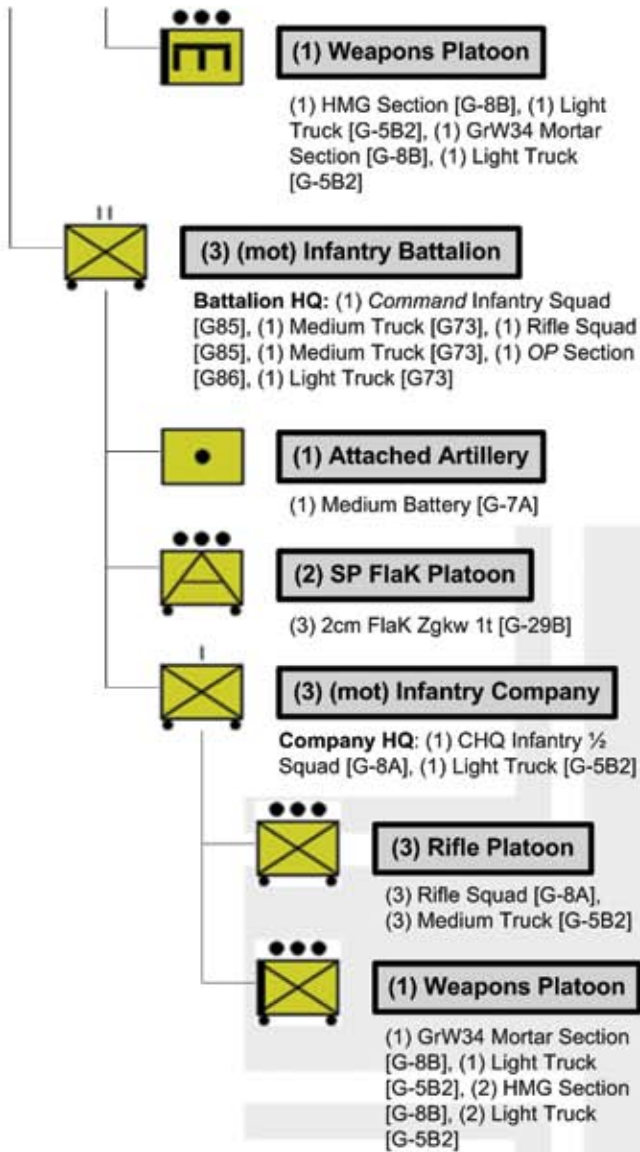 (1) Weapons Platoon
(1) HMG Section [G-8B], (1) Light
Truck [G-5B2], (1) GrW34 Mortar
Section [G-8B], (1) Light Truck
[G-5B2]
(3) (mot) Infantry Battalion
Battalion HQ: (1) Command Infantry Squad
[G85], (1) Medium Truck [G73], (1) Rifle Squad
[G85], (1) Medium Truck [G73], (1) OP Section
[G86], (1) Light Truck [G73]
(1) Attached Artillery
(1) Medium Battery [G-7A]
(2) SP FlaK Platoon
(3) 2cm FlaK Zgkw 1t [G-29B]
(3) (mot) Infantry Company
Company HQ: (1) CHQ Infantry ½
Squad [G-8A], (1) Light Truck [G-5B2]
(3) Rifle Platoon
(3) Rifle Squad [G-8A],
(3) Medium Truck [G-5B2]
(1) Weapons Platoon
(1) GrW34 Mortar Section
[G-8B], (1) Light Truck
[G-5B2], (2) HMG Section
[G-8B], (2) Light Truck
[G-5B2]